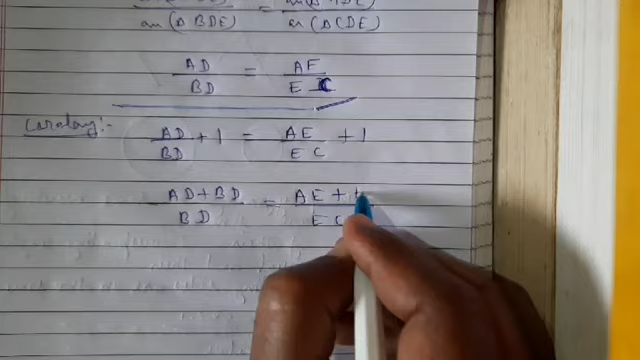 ar(ΔBDE) = ar(ΔCDE)
AD/BD = AE/EC
Corolary:- AD/BD + 1 = AE/EC + 1
AD+BD/BD = AE+/EC